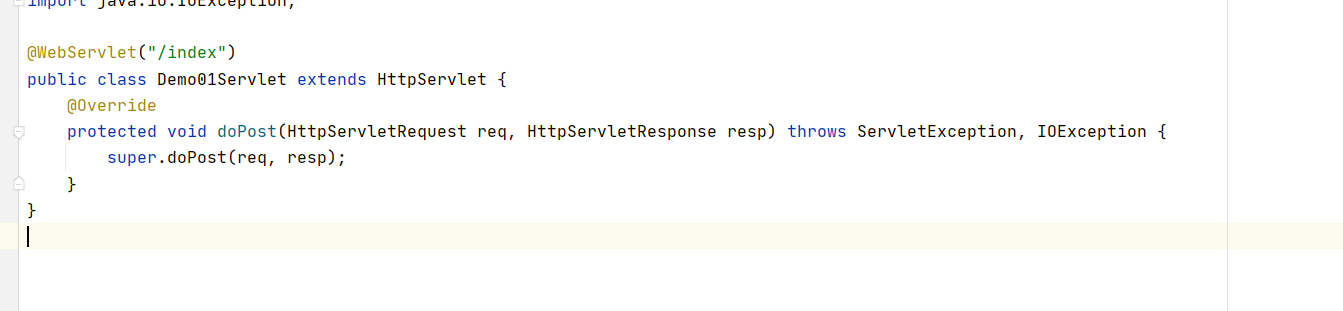 import java.io.IOException;
@WebServlet("/index")
public class Demo01Servlet extends HttpServlet {
@Override
protected void doPost(HttpServletRequest req, HttpServletResponse resp) throws ServletException, IOException {
super.doPost(req, resp);
}
}